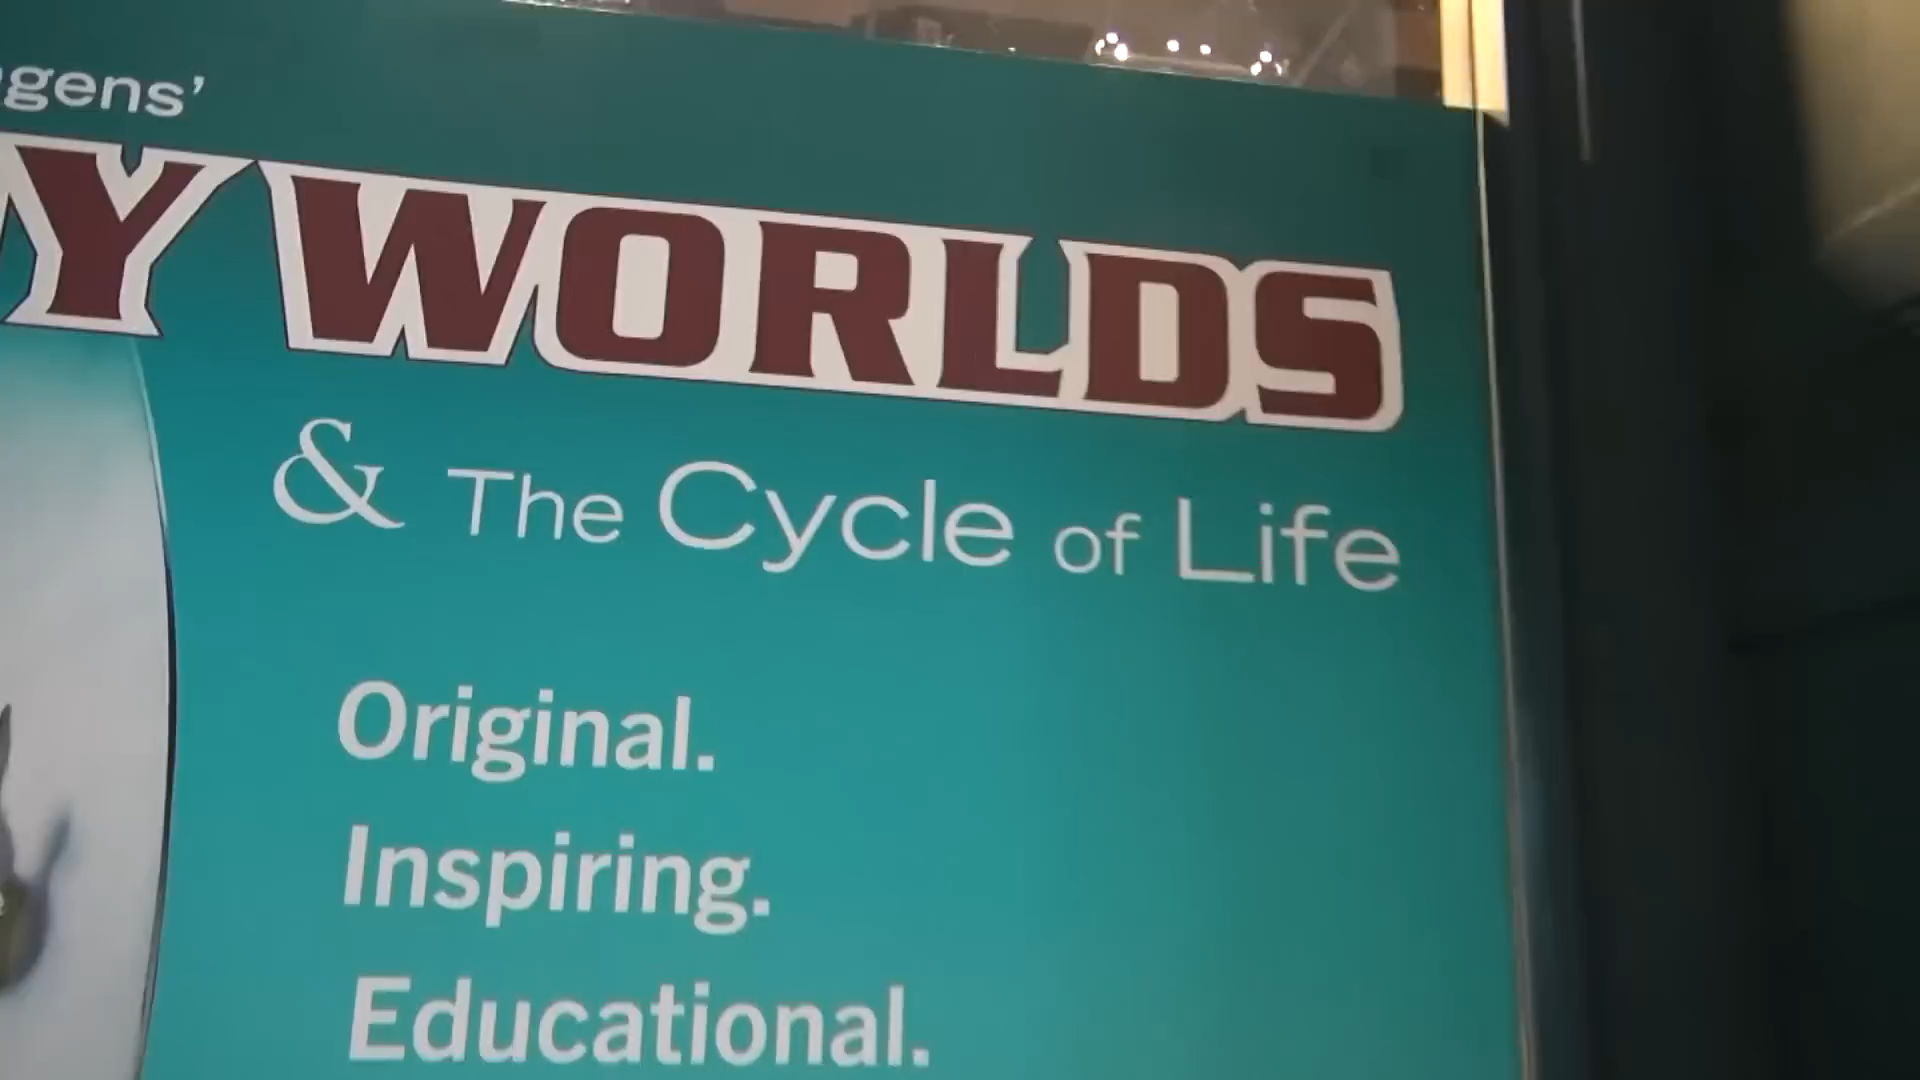 gens’
Y WORLDS
& The Cycle of Life
Original.
Inspiring.
Educational.